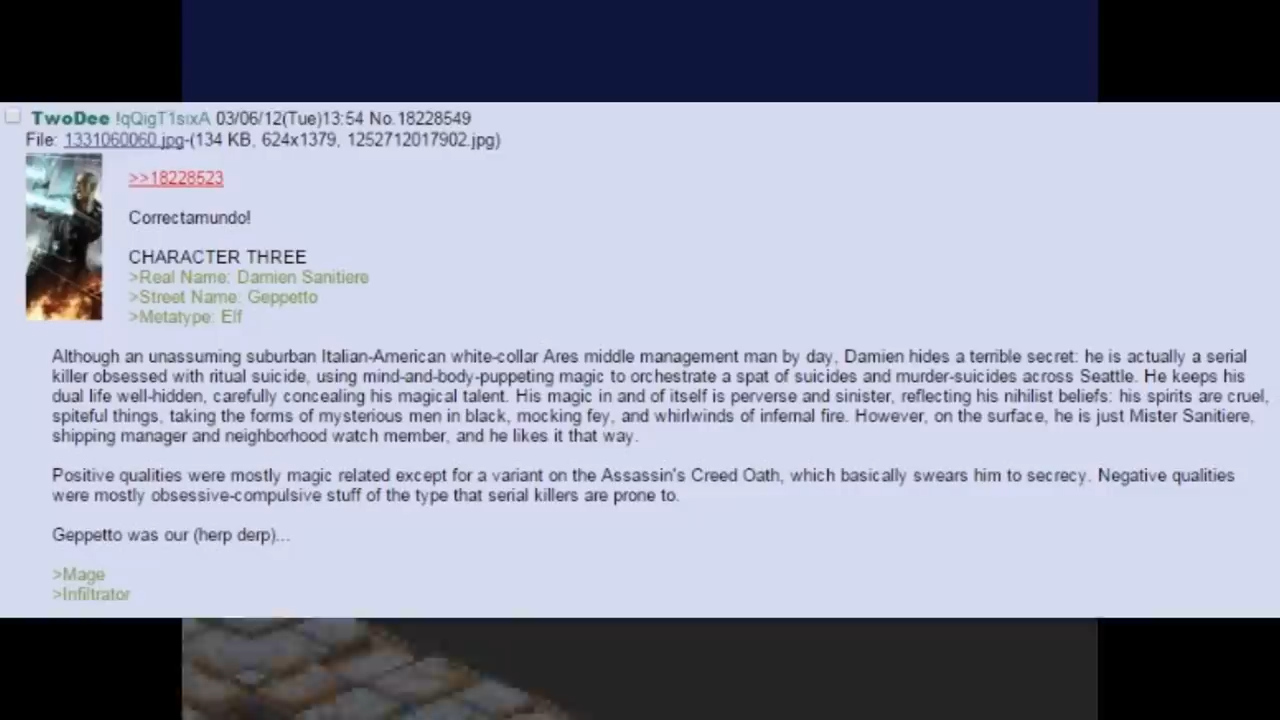 TwoDee !qQigT1sixA 03/06/12(Tue)13:54 No.18228549
File: 1331060060.jpg-(134 KB, 624x1379, 1252712017902.jpg)
>>18228523
Correctamundo!
CHARACTER THREE
>Real Name: Damien Sanitiere
>Street Name: Geppetto
>Metatype: Elf
Although an unassuming suburban Italian-American white-collar Ares middle management man by day, Damien hides a terrible secret: he is actually a serial
killer obsessed with ritual suicide, using mind-and-body-puppeting magic to orchestrate a spat of suicides and murder-suicides across Seattle. He keeps his
dual life well-hidden, carefully concealing his magical talent. His magic in and of itself is perverse and sinister, reflecting his nihilist beliefs: his spirits are cruel,
spiteful things, taking the forms of mysterious men in black, mocking fey, and whirlwinds of infernal fire. However, on the surface, he is just Mister Sanitiere,
shipping manager and neighborhood watch member, and he likes it that way.
Positive qualities were mostly magic related except for a variant on the Assassin's Creed Oath, which basically swears him to secrecy. Negative qualities
were mostly obsessive-compulsive stuff of the type that serial killers are prone to.
Geppetto was our (herp derp)...
>Mage
>Infiltrator